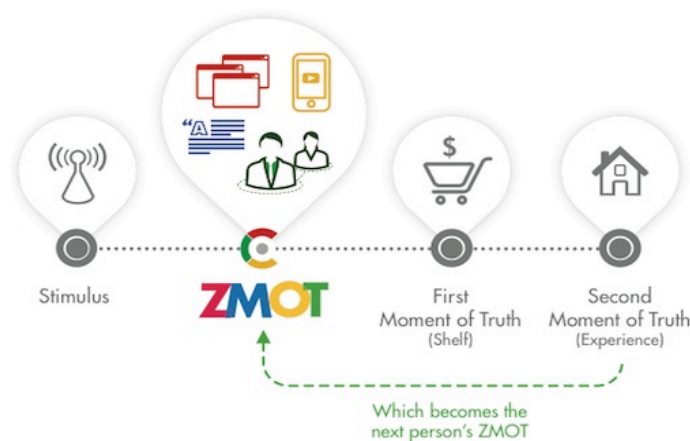 “A
$
Stimulus
ZMOT
First
Moment of Truth
(Shelf)
Second
Moment of Truth
(Experience)
Which becomes the
next person's ZMOT